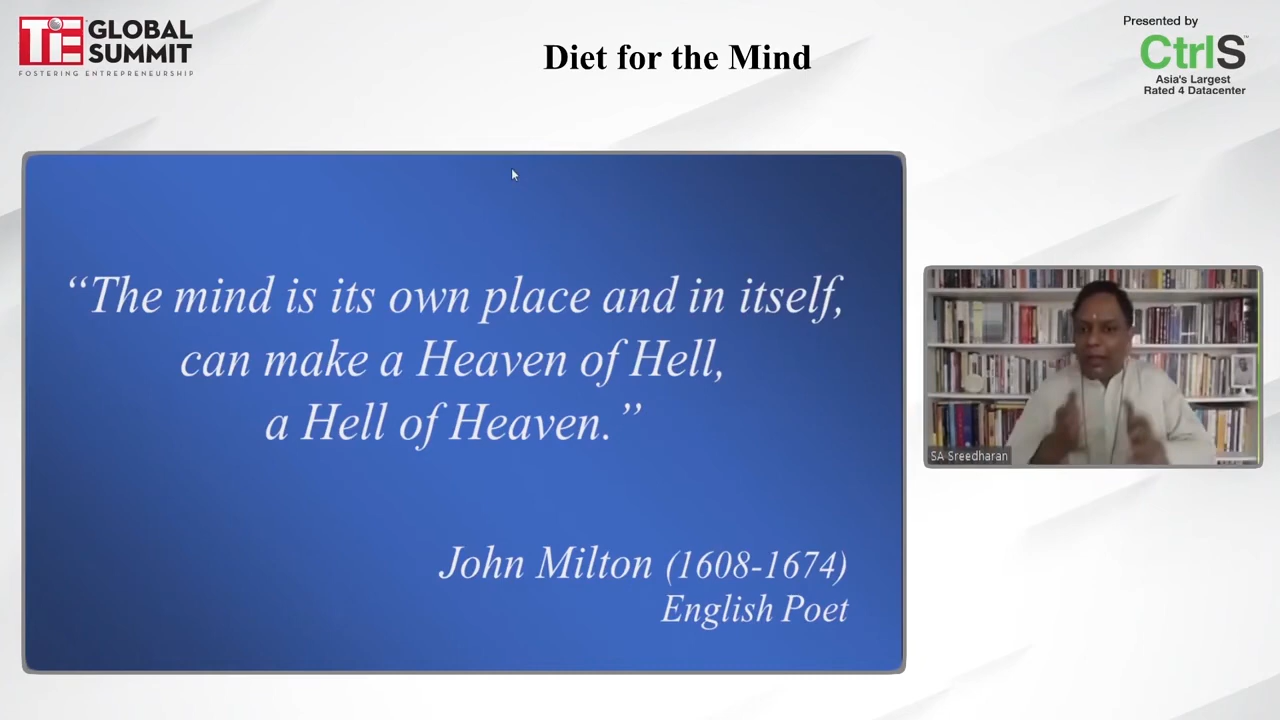 TiE GLOBAL
SUMMIT
FOSTERING ENTREPRENEURSHIP
Diet for the Mind
Presented by
CtrlS™
Asia's Largest
Rated 4 Datacenter
“The mind is its own place and in itself,
can make a Heaven of Hell,
a Hell of Heaven.”
John Milton (1608-1674)
English Poet
SA Sreedharan